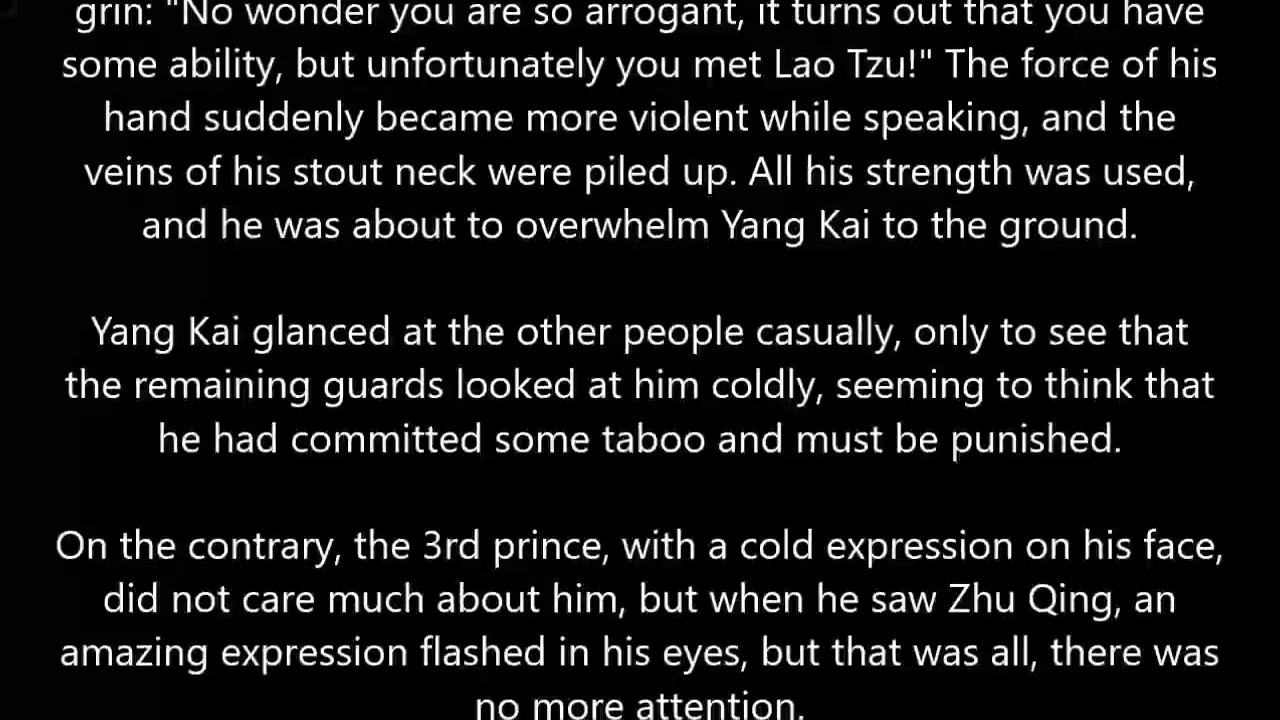 grin: "No wonder you are so arrogant, it turns out that you have
some ability, but unfortunately you met Lao Tzu!" The force of his
hand suddenly became more violent while speaking, and the
veins of his stout neck were piled up. All his strength was used,
and he was about to overwhelm Yang Kai to the ground.
Yang Kai glanced at the other people casually, only to see that
the remaining guards looked at him coldly, seeming to think that
he had committed some taboo and must be punished.
On the contrary, the 3rd prince, with a cold expression on his face,
did not care much about him, but when he saw Zhu Qing, an
amazing expression flashed in his eyes, but that was all, there was
no more attention.